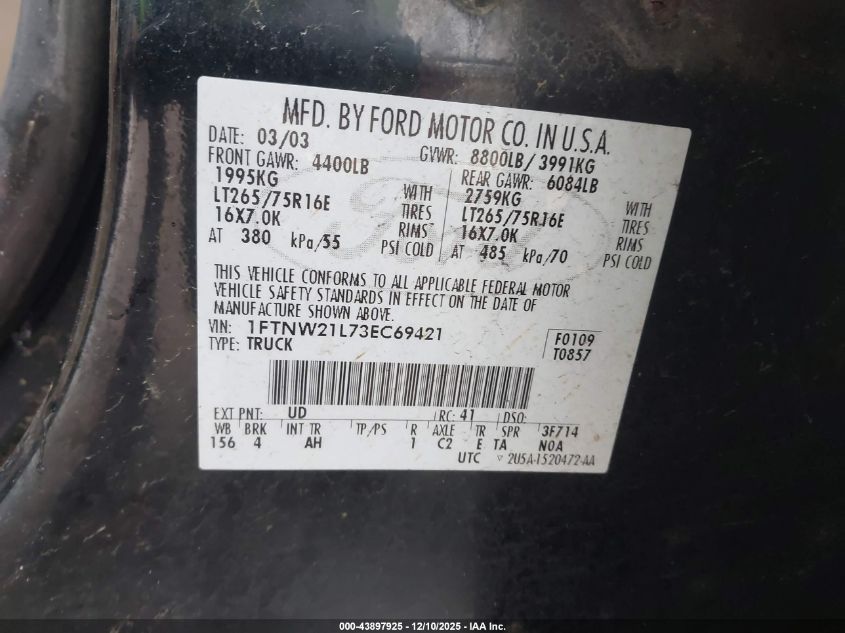 MFD. BY FORD MOTOR CO. IN U.S.A.
DATE: 03/03 GVWR: 8800LB/ 3991KG
FRONT GAWR: 4400LB REAR GAWR: 6084LB
1995KG WITH 2759KG WITH
LT265/75R16E TIRES LT265/75R16E TIRES
16X7.0K RIMS 16X7.0K RIMS
AT 380 kPa/55 PSI COLD AT 485 kPa/70 PSI COLD
THIS VEHICLE CONFORMS TO ALL APPLICABLE FEDERAL MOTOR
VEHICLE SAFETY STANDARDS IN EFFECT ON THE DATE OF
MANUFACTURE SHOWN ABOVE.
VIN: 1FTNW21L73EC69421 F0109
TYPE: TRUCK T0857
EXT PNT: UD RC: 41 DSO:
WB BRK INT TR TP/PS R AXLE TR SPR 3F714
156 4 AH 1 C2 E TA NOA
UTC ▽ 2U5A-1520472-AA
000-43897925 - 12/10/2025 - IAA Inc.